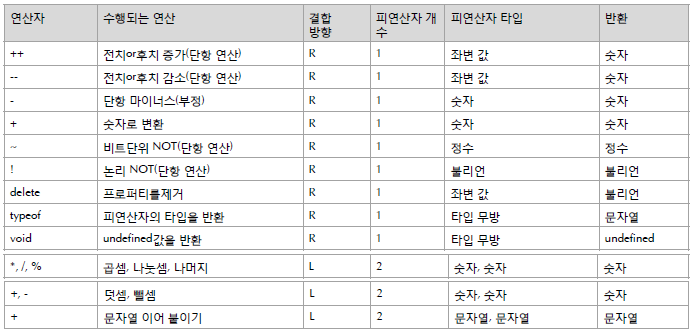 연산자 수행되는 연산 결합 방향 피연산자 개수 피연산자 타입 반환
++ 전치or후치 증가(단항 연산) R 1 좌변 값 숫자
-- 전치or후치 감소(단항 연산) R 1 좌변 값 숫자
- 단항 마이너스(부정) R 1 숫자 숫자
+ 숫자로 변환 R 1 숫자 숫자
~ 비트단위 NOT(단항 연산) R 1 정수 정수
! 논리 NOT(단항 연산) R 1 불리언 불리언
delete 프로퍼티를제거 R 1 좌변 값 불리언
typeof 피연산자의 타입을 반환 R 1 타입 무방 문자열
void undefined값을 반환 R 1 타입 무방 undefined
*, /, % 곱셈, 나눗셈, 나머지 L 2 숫자, 숫자 숫자
+, - 덧셈, 뺄셈 L 2 숫자, 숫자 숫자
+ 문자열 이어 붙이기 L 2 문자열, 문자열 문자열